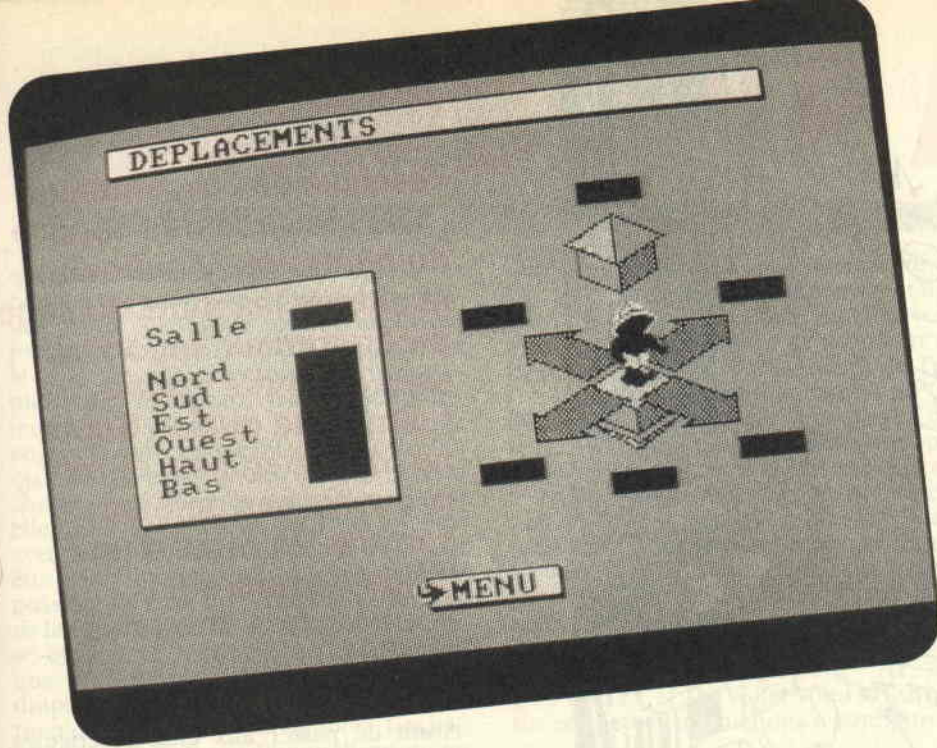 DEPLACEMENTS
Salle
Nord
Sud
Est
Ouest
Haut
Bas
MENU